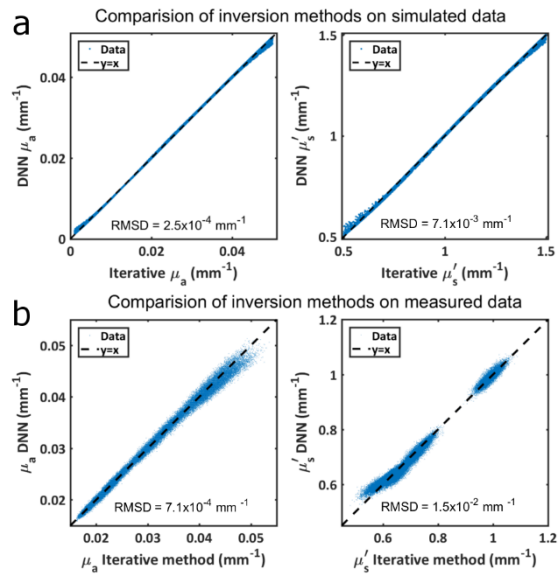 a
Comparision of inversion methods on simulated data
Data
y=x
DNN μa (mm⁻¹)
0.04
0.02
0
RMSD = 2.5x10⁻⁴ mm⁻¹
0 0.02 0.04
Iterative μa (mm⁻¹)
Data
y=x
DNN μ's (mm⁻¹)
1.5
1
0.5
RMSD = 7.1x10⁻³ mm⁻¹
0.5 1 1.5
Iterative μ's (mm⁻¹)
b
Comparision of inversion methods on measured data
Data
y=x
μa DNN (mm⁻¹)
0.05
0.04
0.03
0.02
RMSD = 7.1x10⁻⁴ mm⁻¹
0.02 0.03 0.04 0.05
μa Iterative method (mm⁻¹)
Data
y=x
μ's DNN (mm⁻¹)
1.2
1.0
0.8
0.6
RMSD = 1.5x10⁻² mm⁻¹
0.6 0.8 1.0 1.2
μ's Iterative method (mm⁻¹)